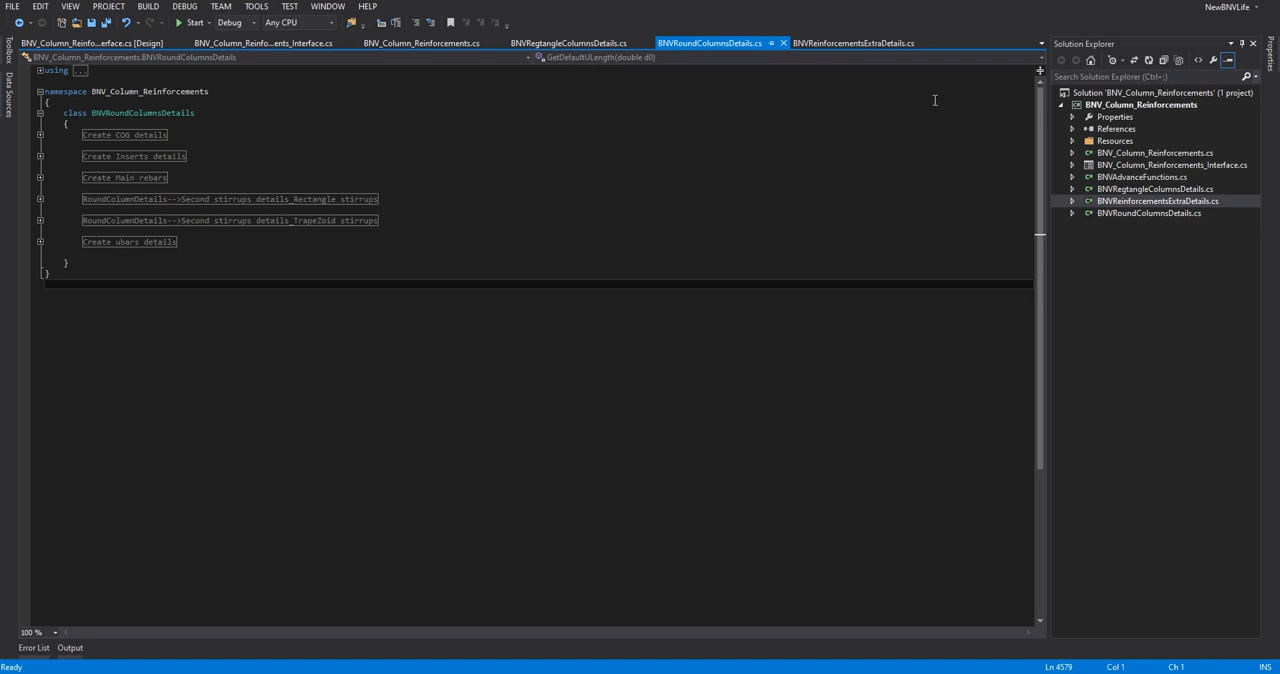 FILE EDIT VIEW PROJECT BUILD DEBUG TEAM TOOLS TEST WINDOW HELP NewBNVLife
Start Debug Any CPU
BNV_Column_Reinfo...erface.cs [Design] BNV_Column_Reinfo...ents_Interface.cs BNV_Column_Reinforcements.cs BNVRegtangleColumnsDetails.cs BNVRoundColumnsDetails.cs BNVReinforcementsExtraDetails.cs
BNV_Column_Reinforcements.BNVRoundColumnsDetails GetDefaultULength(double d0)
Toolbox
Data Sources
using ...
namespace BNV_Column_Reinforcements
{
class BNVRoundColumnsDetails
{
Create COG details
Create Inserts details
Create Main rebars
RoundColumnDetails-->Second stirrups details_Rectangle stirrups
RoundColumnDetails-->Second stirrups details_TrapeZoid stirrups
Create ubars details
}
}
Solution Explorer
Search Solution Explorer (Ctrl+;)
Solution 'BNV_Column_Reinforcements' (1 project)
BNV_Column_Reinforcements
Properties
References
Resources
BNV_Column_Reinforcements.cs
BNV_Column_Reinforcements_Interface.cs
BNVAdvanceFunctions.cs
BNVRegtangleColumnsDetails.cs
BNVReinforcementsExtraDetails.cs
BNVRoundColumnsDetails.cs
Properties
100 %
Error List Output
Ready Ln 4579 Col 1 Ch 1 INS